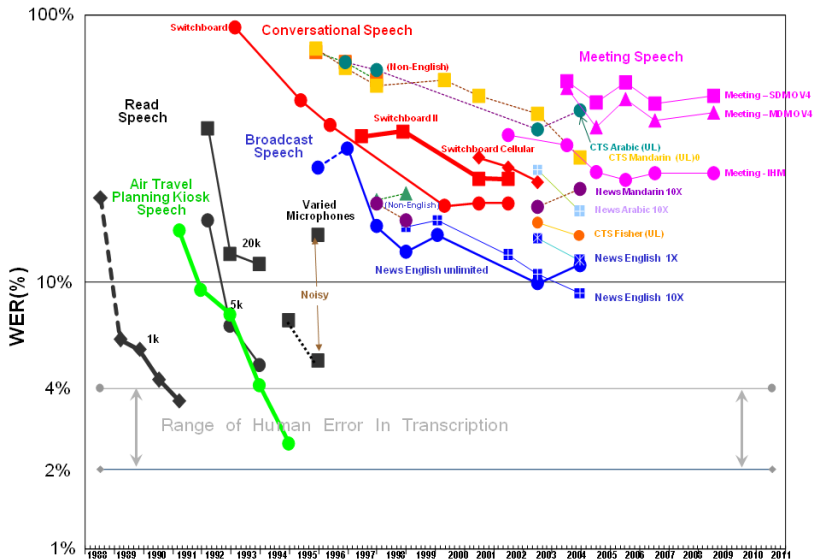 100%
Switchboard
Conversational Speech
(Non-English)
Meeting Speech
Meeting – SDM OV4
Meeting – MDM OV4
Read
Speech
Switchboard II
Broadcast
Speech
Switchboard Cellular
CTS Arabic (UL)
CTS Mandarin (UL)0
Meeting - IHM
Air Travel
Planning Kiosk
Speech
Varied
Microphones
(Non-English)
News Mandarin 10X
News Arabic 10X
CTS Fisher (UL)
20k
News English unlimited
News English 1X
10%
Noisy
News English 10X
5k
1k
WER(%)
4%
Range of Human Error In Transcription
2%
1%
1988 1989 1990 1991 1992 1993 1994 1995 1996 1997 1998 1999 2000 2001 2002 2003 2004 2005 2006 2007 2008 2009 2010 2011